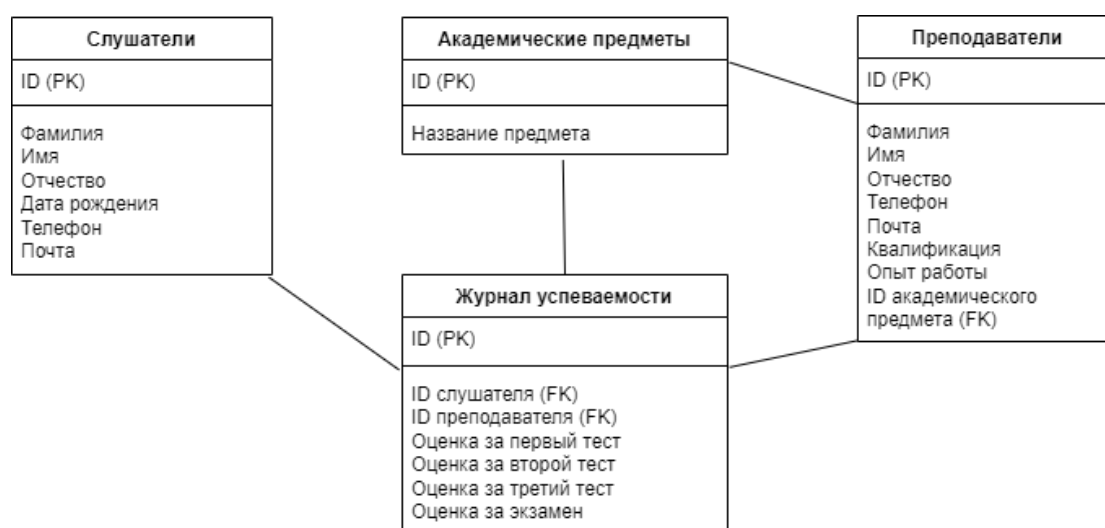 Слушатели
ID (PK)
Фамилия
Имя
Отчество
Дата рождения
Телефон
Почта
Академические предметы
ID (PK)
Название предмета
Преподаватели
ID (PK)
Фамилия
Имя
Отчество
Телефон
Почта
Квалификация
Опыт работы
ID академического
предмета (FK)
Журнал успеваемости
ID (PK)
ID слушателя (FK)
ID преподавателя (FK)
Оценка за первый тест
Оценка за второй тест
Оценка за третий тест
Оценка за экзамен